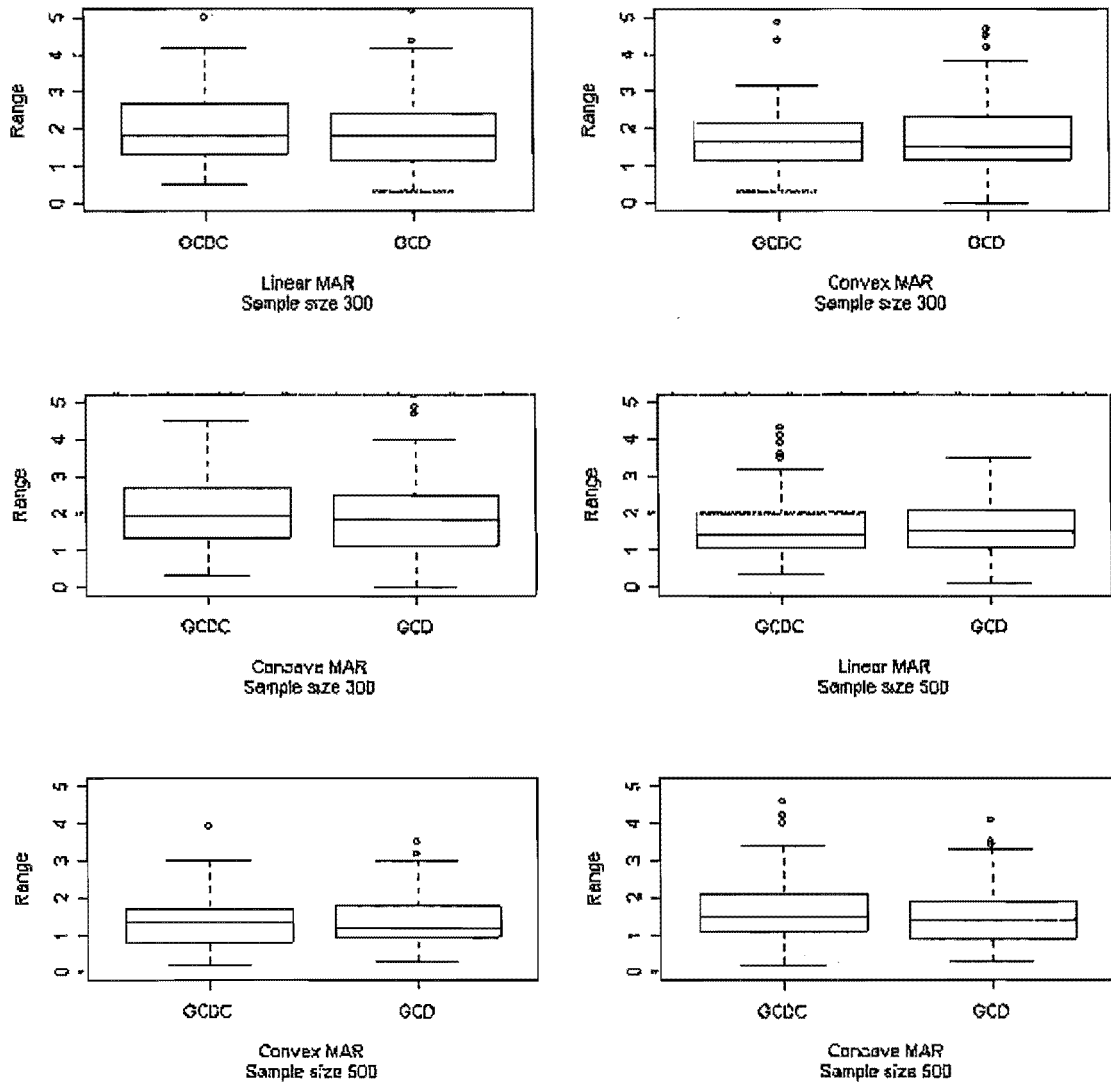 Range
0 1 2 3 4 5
GCDC GCD
Linear MAR
Sample size 300
Range
0 1 2 3 4 5
GCDC GCD
Convex MAR
Sample size 300
Range
0 1 2 3 4 5
GCDC GCD
Concave MAR
Sample size 300
Range
0 1 2 3 4 5
GCDC GCD
Linear MAR
Sample size 500
Range
0 1 2 3 4 5
GCDC GCD
Convex MAR
Sample size 500
Range
0 1 2 3 4 5
GCDC GCD
Concave MAR
Sample size 500